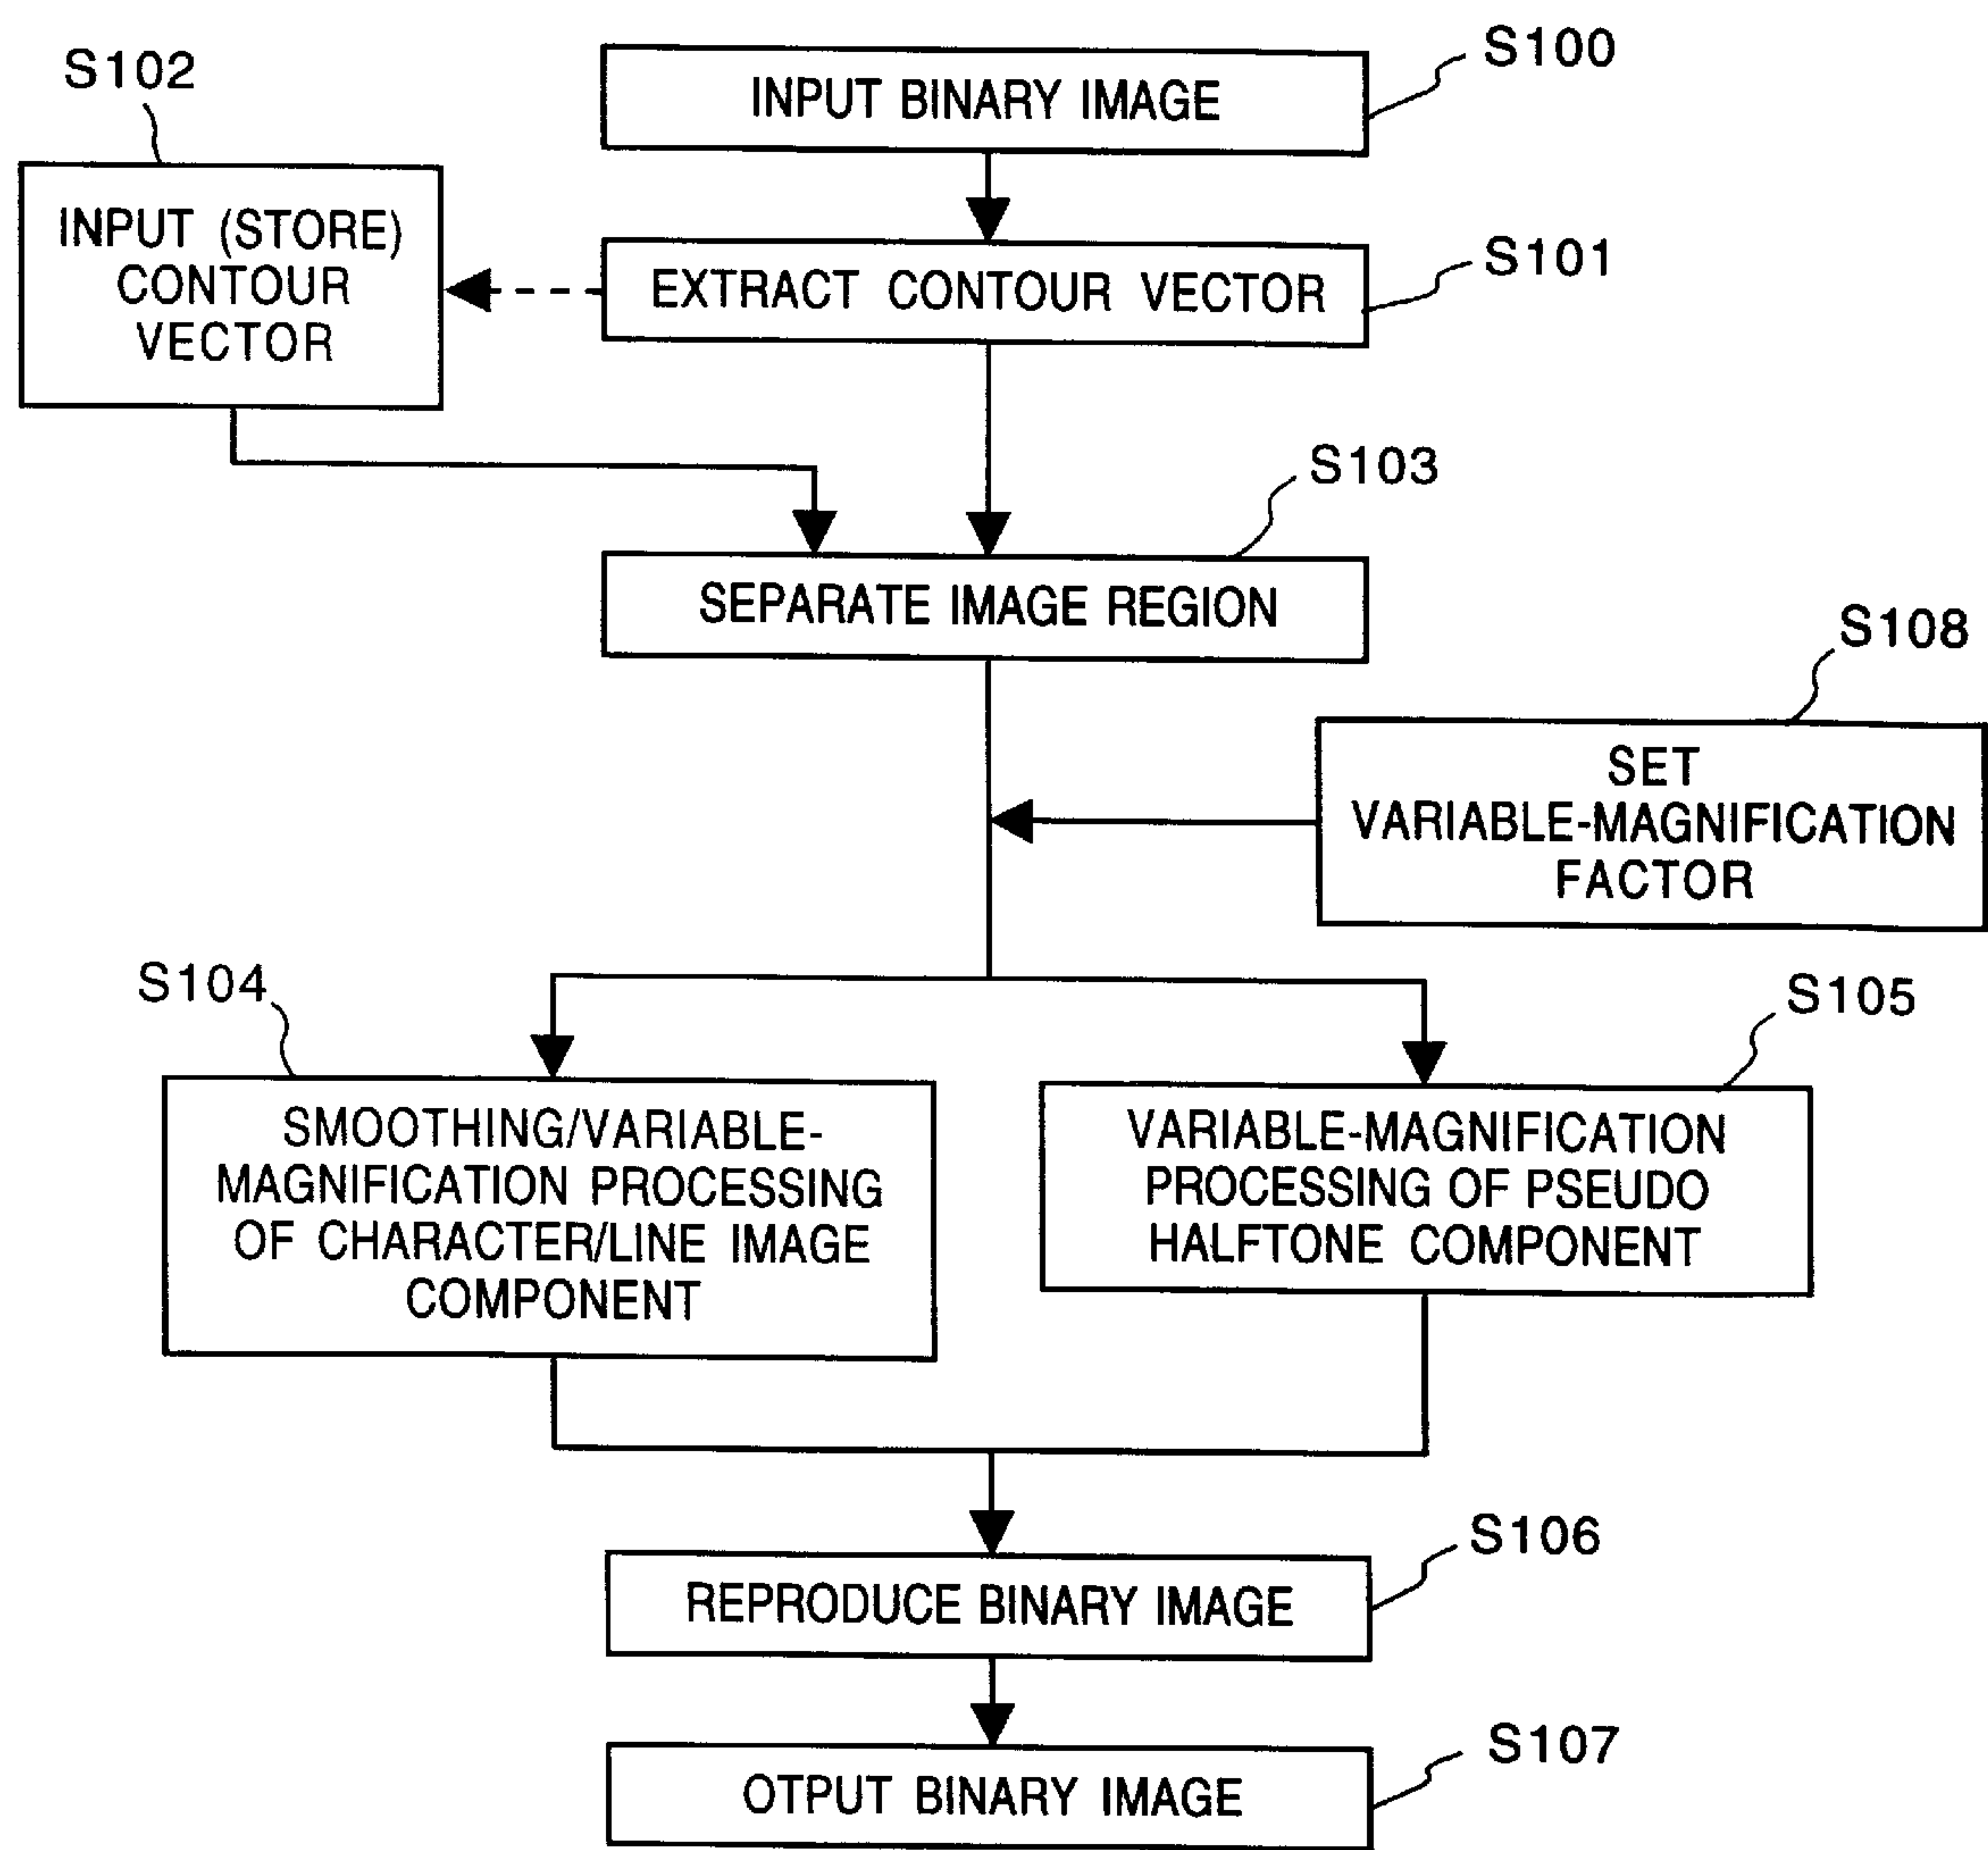 S100
INPUT BINARY IMAGE
S102
INPUT (STORE)
CONTOUR
VECTOR
S101
EXTRACT CONTOUR VECTOR
S103
SEPARATE IMAGE REGION
S108
SET
VARIABLE-MAGNIFICATION
FACTOR
S104
SMOOTHING/VARIABLE-
MAGNIFICATION PROCESSING
OF CHARACTER/LINE IMAGE
COMPONENT
S105
VARIABLE-MAGNIFICATION
PROCESSING OF PSEUDO
HALFTONE COMPONENT
S106
REPRODUCE BINARY IMAGE
S107
OTPUT BINARY IMAGE